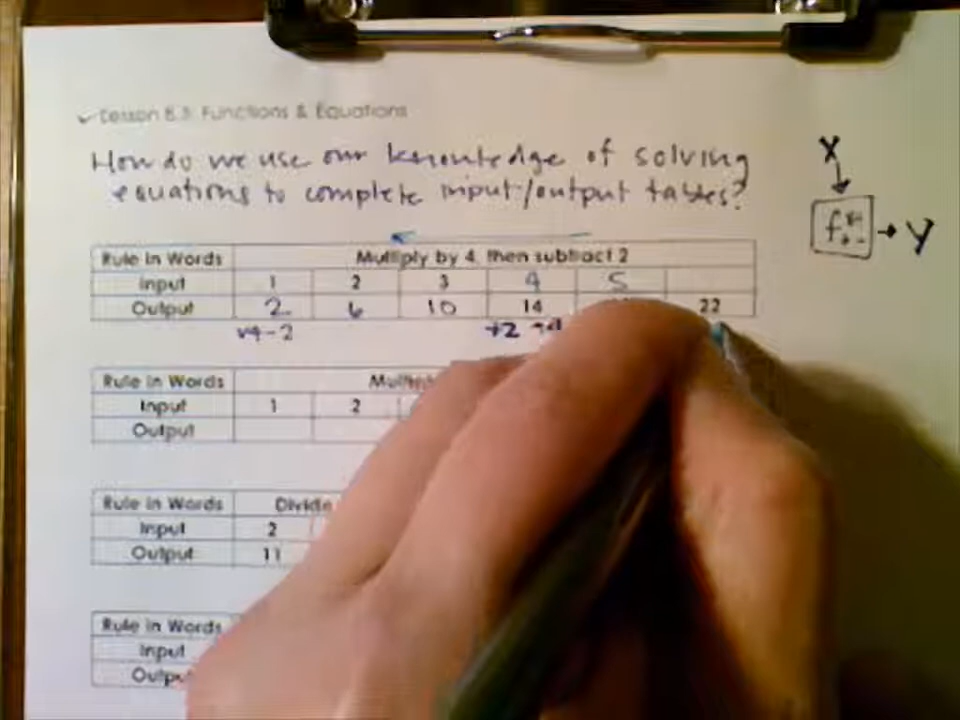 Lesson 8.3: Functions & Equations
How do we use our knowledge of solving
equations to complete input/output tables?
X
f
→ y
Rule in Words Multiply by 4 then subtract 2
Input 1 2 3 4 5
Output 2 6 10 14 22
x4-2 +2
Rule in Words
Input 1 2
Output
Rule in Words
Input 2
Output 11
Rule in Words
Input
Output